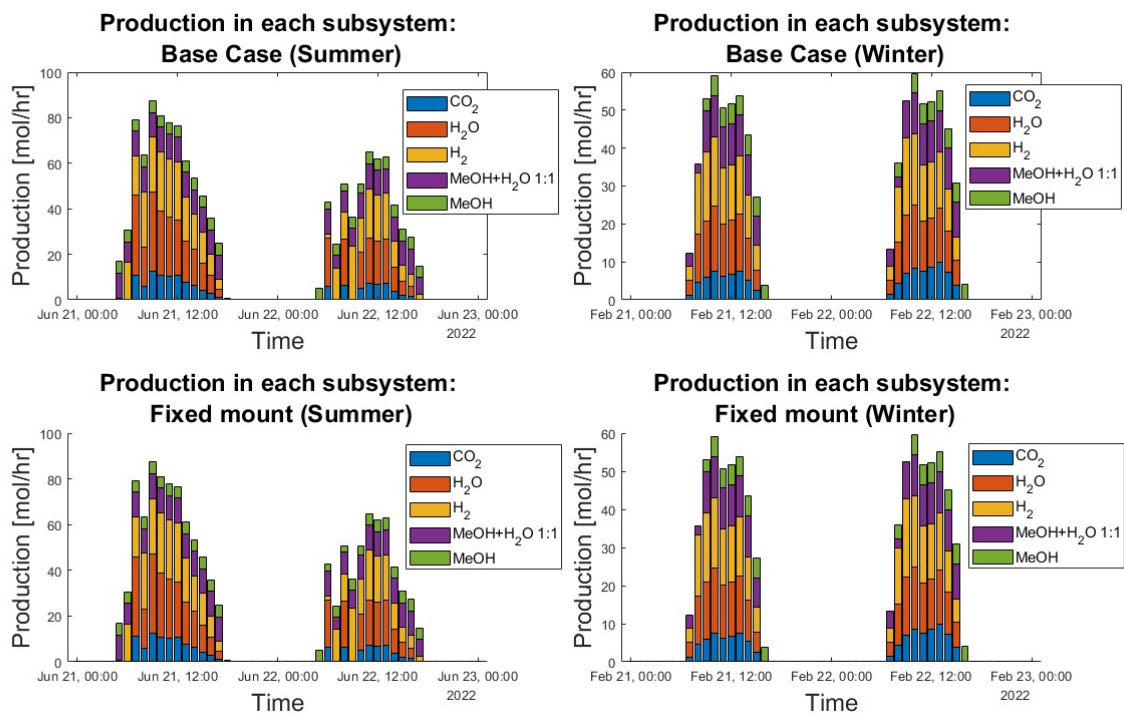 Production in each subsystem:
Base Case (Summer)
Production [mol/hr]
100
80
60
40
20
0
CO2
H2O
H2
MeOH+H2O 1:1
MeOH
Jun 21, 00:00
Jun 21, 12:00
Jun 22, 00:00
Jun 22, 12:00
Jun 23, 00:00
2022
Time
Production in each subsystem:
Base Case (Winter)
Production [mol/hr]
60
50
40
30
20
10
0
CO2
H2O
H2
MeOH+H2O 1:1
MeOH
Feb 21, 00:00
Feb 21, 12:00
Feb 22, 00:00
Feb 22, 12:00
Feb 23, 00:00
2022
Time
Production in each subsystem:
Fixed mount (Summer)
Production [mol/hr]
100
80
60
40
20
0
CO2
H2O
H2
MeOH+H2O 1:1
MeOH
Jun 21, 00:00
Jun 21, 12:00
Jun 22, 00:00
Jun 22, 12:00
Jun 23, 00:00
2022
Time
Production in each subsystem:
Fixed mount (Winter)
Production [mol/hr]
60
50
40
30
20
10
0
CO2
H2O
H2
MeOH+H2O 1:1
MeOH
Feb 21, 00:00
Feb 21, 12:00
Feb 22, 00:00
Feb 22, 12:00
Feb 23, 00:00
2022
Time